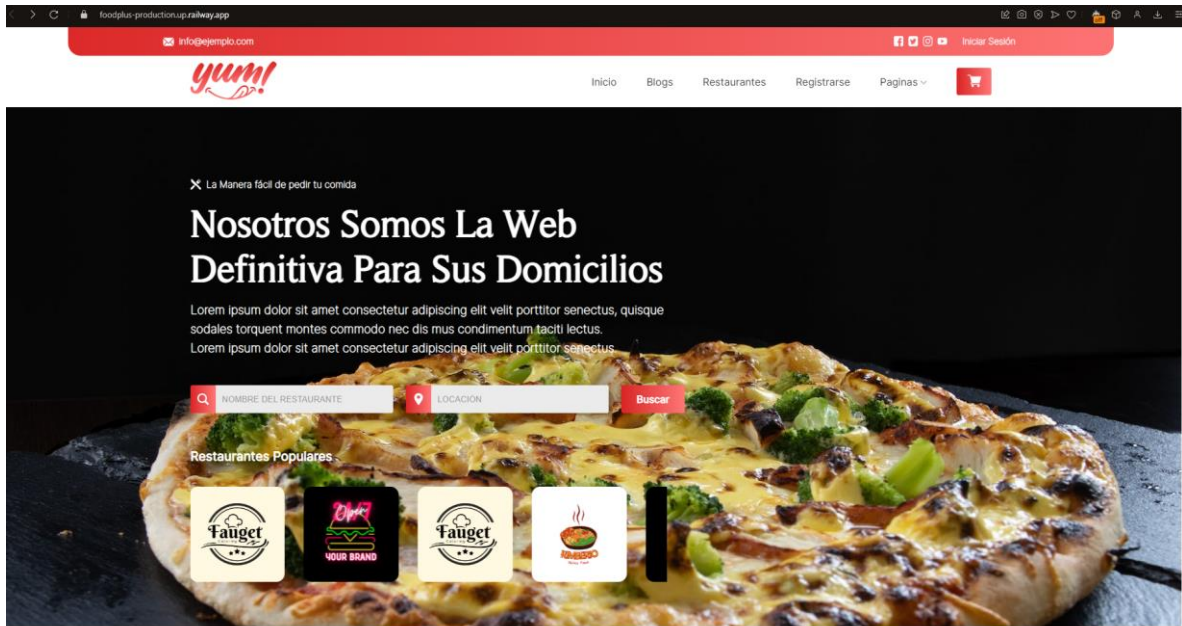 foodplus-production.up.railway.app
info@ejemplo.com
Iniciar Sesión
yum!
Inicio Blogs Restaurantes Registrarse Paginas
La Manera fácil de pedir tu comida
Nosotros Somos La Web
Definitiva Para Sus Domicilios
Lorem ipsum dolor sit amet consectetur adipiscing elit velit porttitor senectus, quisque
sodales torquent montes commodo nec dis mus condimentum taciti lectus.
Lorem ipsum dolor sit amet consectetur adipiscing elit velit porttitor senectus
NOMBRE DEL RESTAURANTE
LOCACIÓN
Buscar
Restaurantes Populares
Fauget
Open
YOUR BRAND
Fauget